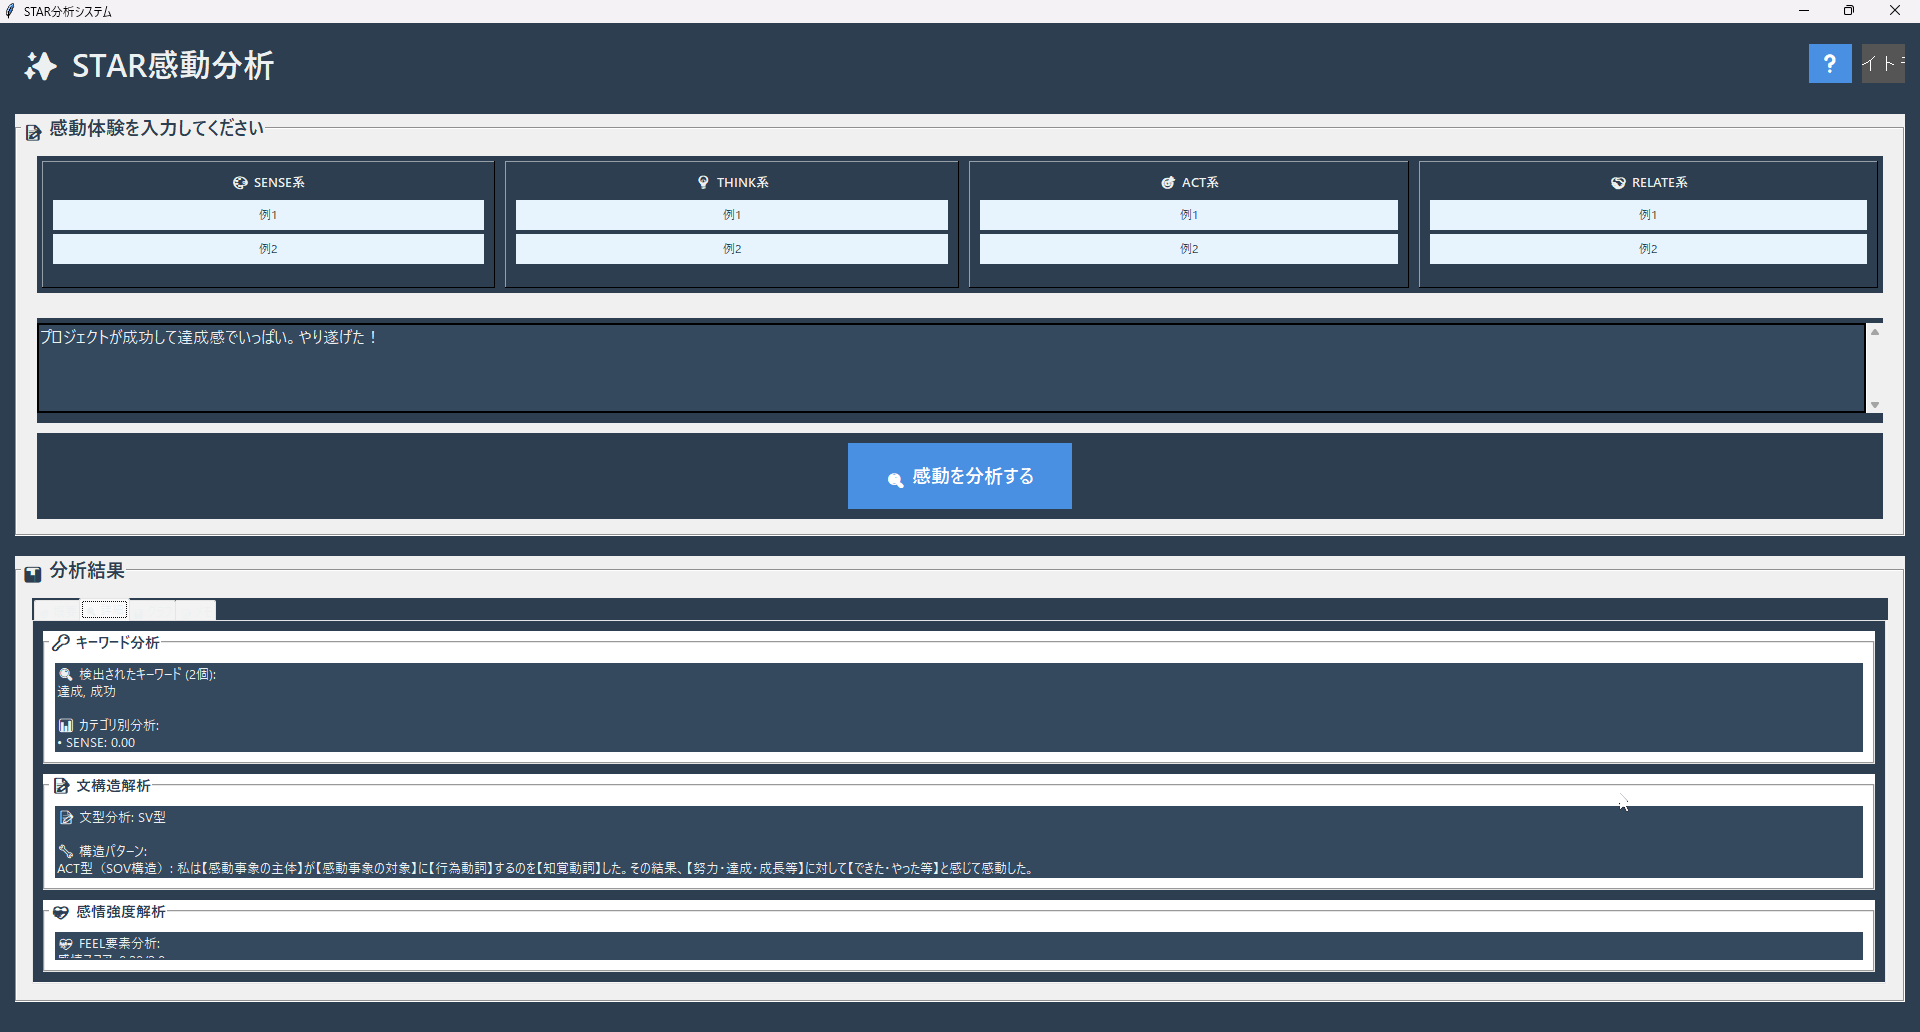 STAR分析システム
STAR感動分析
?
イト
感動体験を入力してください
SENSE系
THINK系
ACT系
RELATE系
例1
例1
例1
例1
例2
例2
例2
例2
プロジェクトが成功して達成感でいっぱい。やり遂げた！
感動を分析する
分析結果
キーワード分析
検出されたキーワード (2個):
達成, 成功
カテゴリ別分析:
• SENSE: 0.00
文構造解析
文型分析: SV型
構造パターン:
ACT型（SOV構造）: 私は【感動事象の主体】が【感動事象の対象】に【行為動詞】するのを【知覚動詞】した。その結果、【努力・達成・成長等】に対して【できた・やった等】と感じて感動した。
感情強度解析
FEEL要素分析: